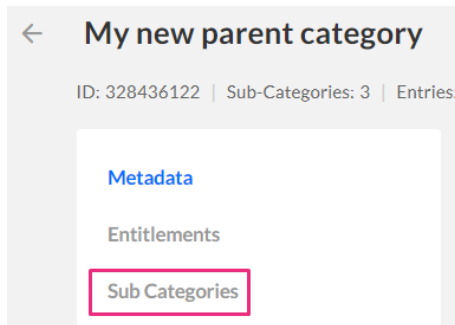 My new parent category
ID: 328436122 | Sub-Categories: 3 | Entries:
Metadata
Entitlements
Sub Categories